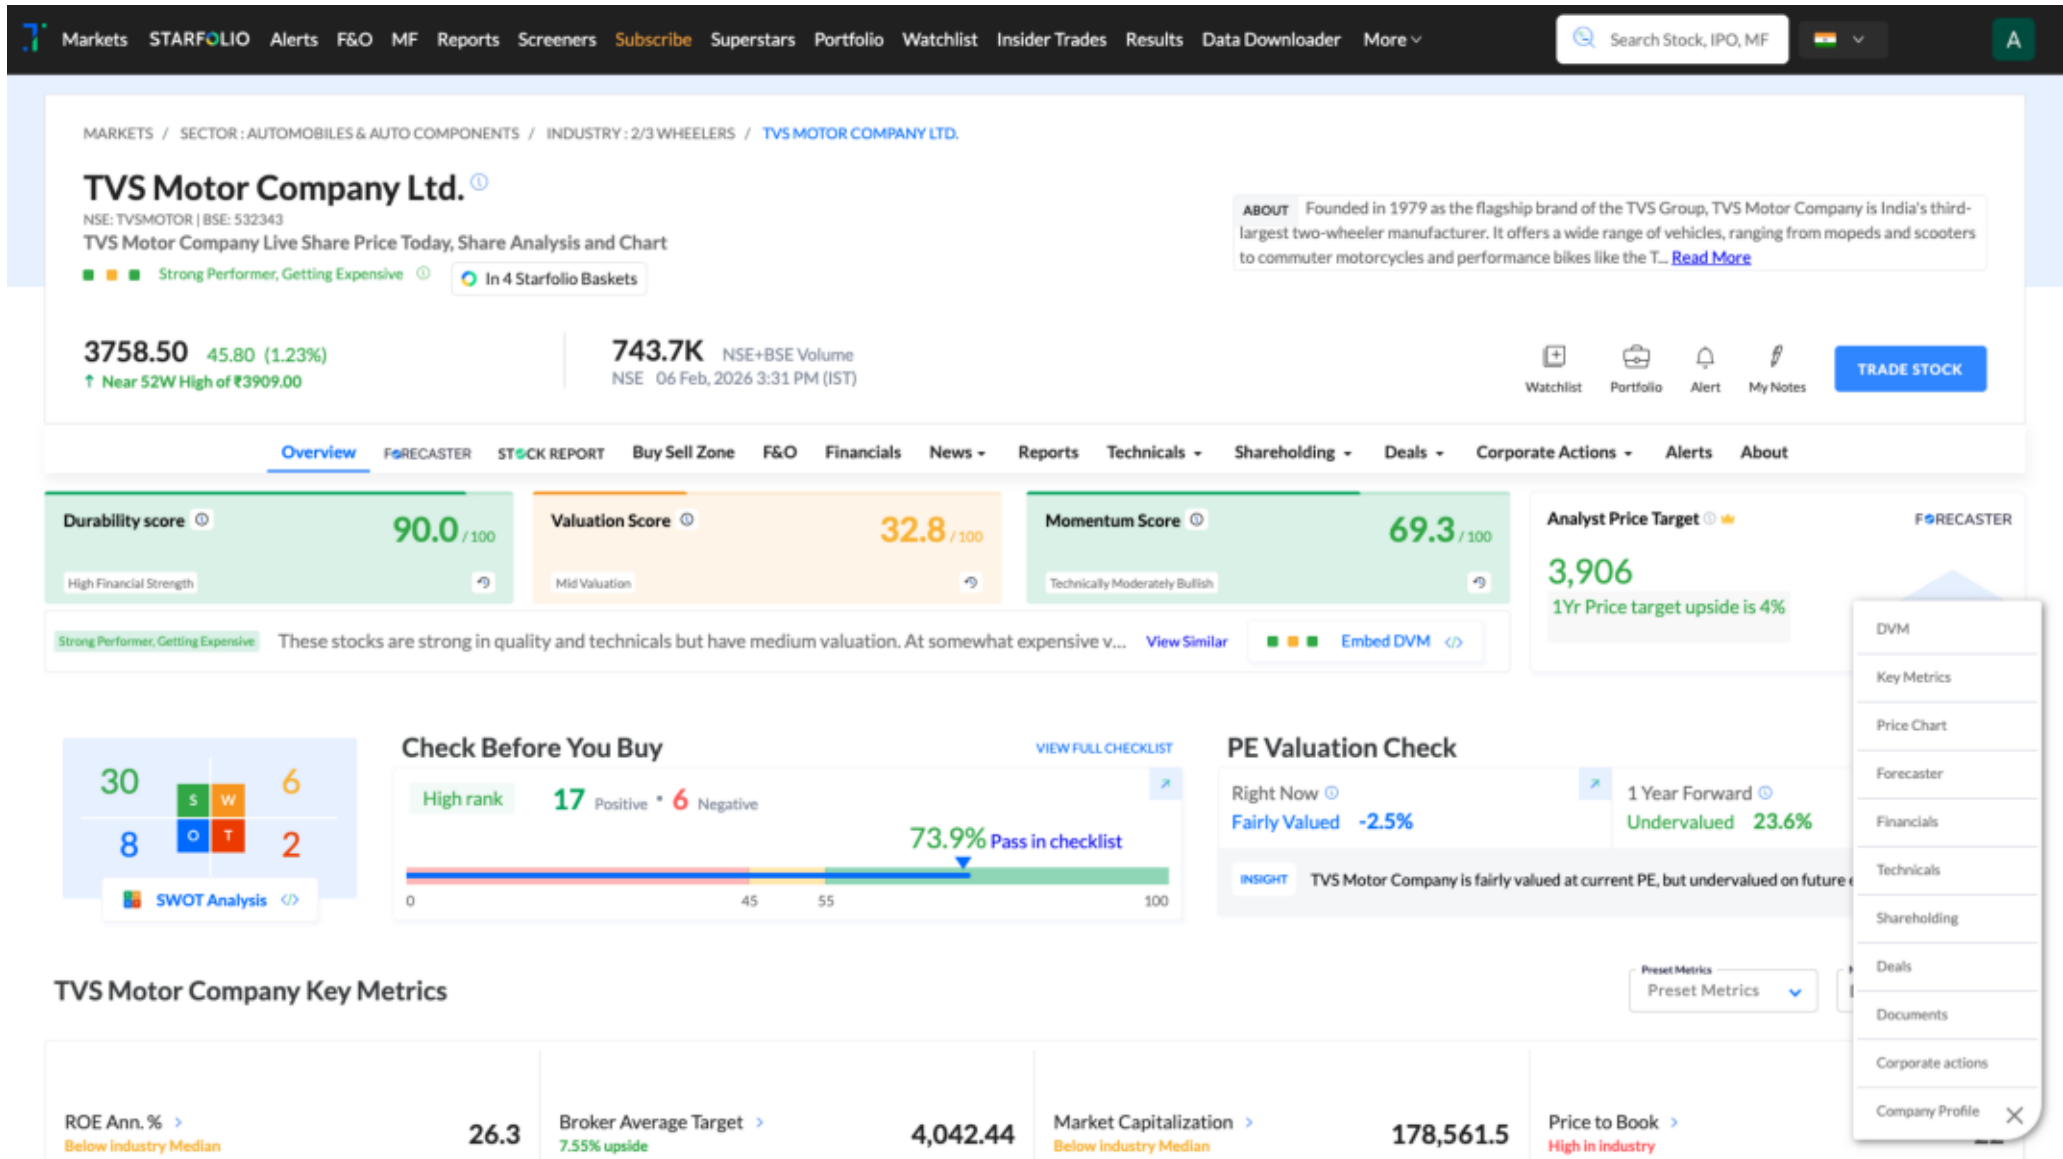 Markets STARFOLIO Alerts F&O MF Reports Screeners Subscribe Superstars Portfolio Watchlist Insider Trades Results Data Downloader More
Search Stock, IPO, MF
A
MARKETS / SECTOR : AUTOMOBILES & AUTO COMPONENTS / INDUSTRY : 2/3 WHEELERS / TVS MOTOR COMPANY LTD.
TVS Motor Company Ltd.
NSE: TVSMOTOR | BSE: 532343
TVS Motor Company Live Share Price Today, Share Analysis and Chart
Strong Performer, Getting Expensive
In 4 Starfolio Baskets
ABOUT Founded in 1979 as the flagship brand of the TVS Group, TVS Motor Company is India's third-
largest two-wheeler manufacturer. It offers a wide range of vehicles, ranging from mopeds and scooters
to commuter motorcycles and performance bikes like the T... Read More
3758.50 45.80 (1.23%)
↑ Near 52W High of ₹3909.00
743.7K NSE+BSE Volume
NSE 06 Feb, 2026 3:31 PM (IST)
Watchlist Portfolio Alert My Notes
TRADE STOCK
Overview FORECASTER STOCK REPORT Buy Sell Zone F&O Financials News Reports Technicals Shareholding Deals Corporate Actions Alerts About
Durability score
90.0 / 100
High Financial Strength
Valuation Score
32.8 / 100
Mid Valuation
Momentum Score
69.3 / 100
Technically Moderately Bullish
Analyst Price Target
FORECASTER
3,906
1Yr Price target upside is 4%
Strong Performer, Getting Expensive These stocks are strong in quality and technicals but have medium valuation. At somewhat expensive v... View Similar
Embed DVM </>
30 6
S W
O T
8 2
SWOT Analysis </>
Check Before You Buy
VIEW FULL CHECKLIST
High rank 17 Positive • 6 Negative
73.9% Pass in checklist
0 45 55 100
PE Valuation Check
Right Now
Fairly Valued -2.5%
1 Year Forward
Undervalued 23.6%
INSIGHT TVS Motor Company is fairly valued at current PE, but undervalued on future
TVS Motor Company Key Metrics
Preset Metrics
Preset Metrics
ROE Ann. % >
Below industry Median
26.3
Broker Average Target >
7.55% upside
4,042.44
Market Capitalization >
Below industry Median
178,561.5
Price to Book >
High in industry
DVM
Key Metrics
Price Chart
Forecaster
Financials
Technicals
Shareholding
Deals
Documents
Corporate actions
Company Profile